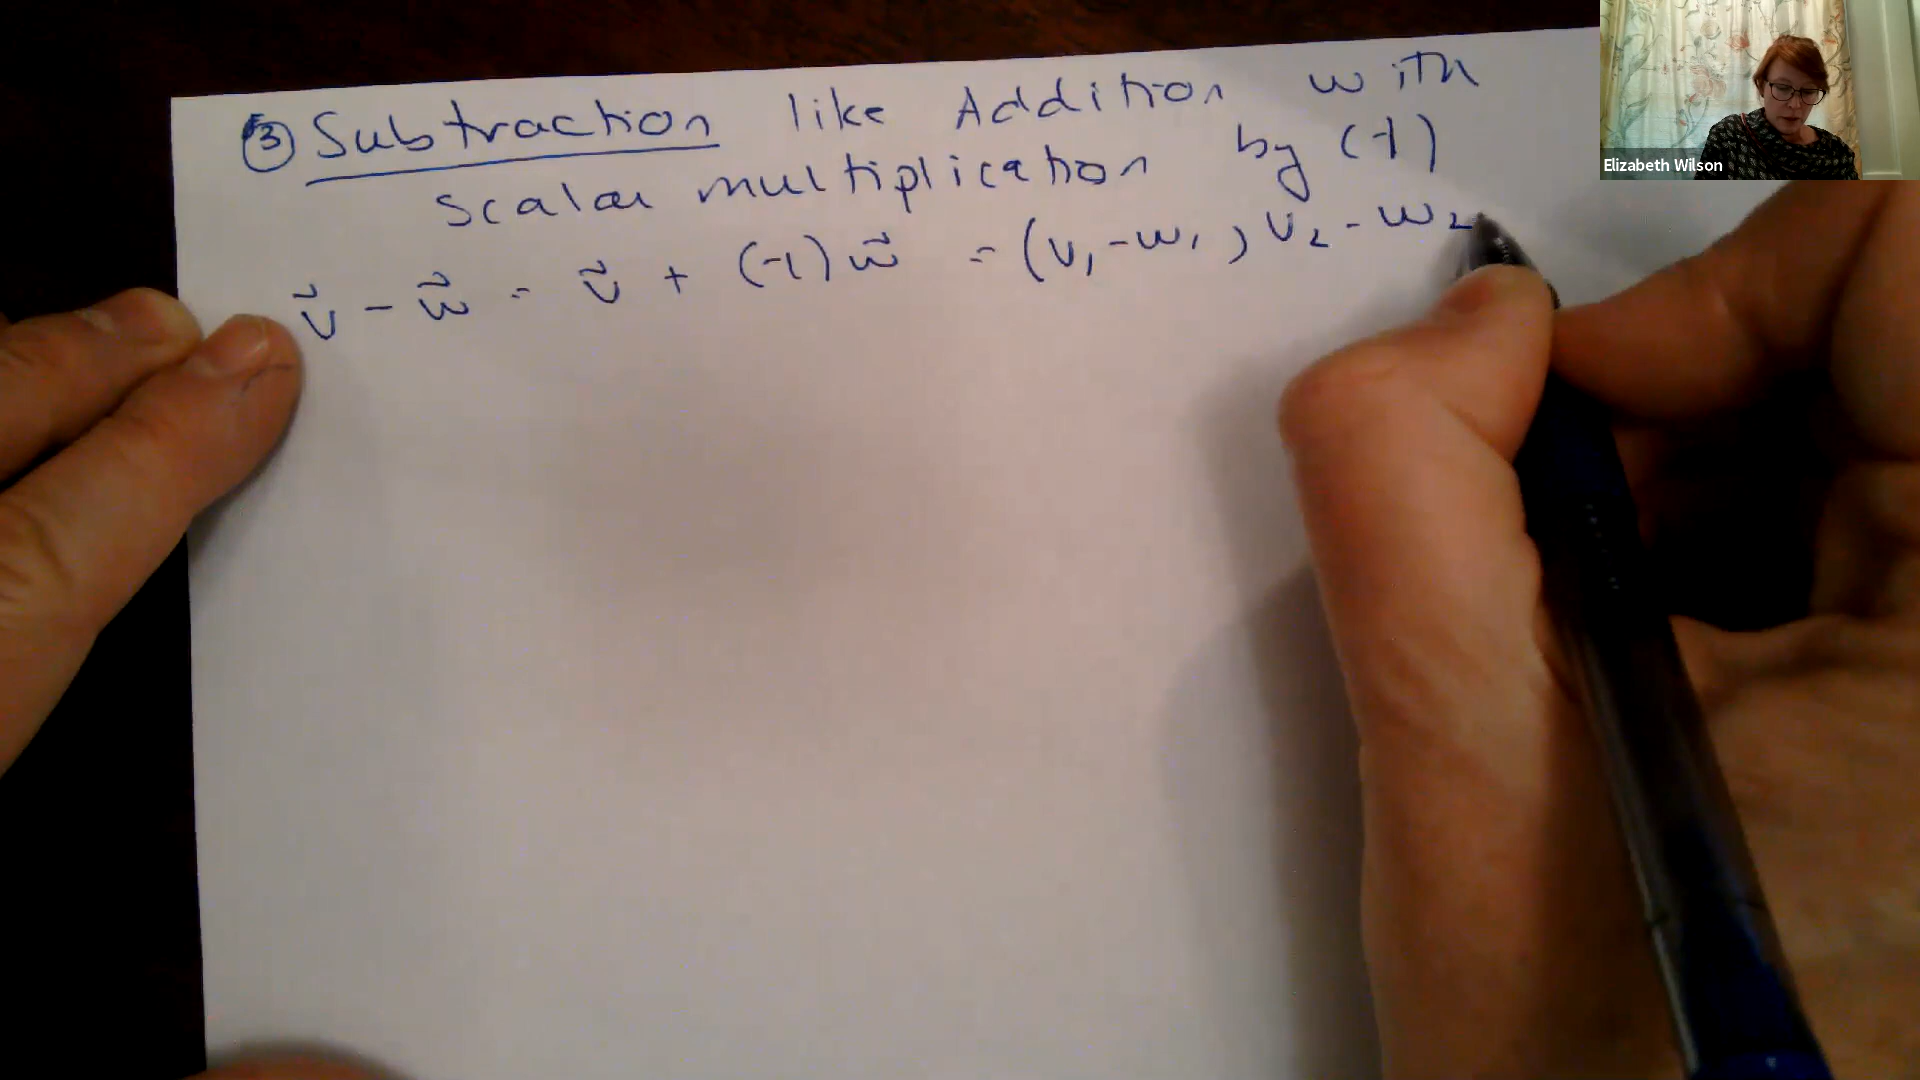 ③ Subtraction like Addition with
scalar multiplication by (-1)
v⃗ - w⃗ = v⃗ + (-1) w⃗ = (v₁ - w₁, v₂ - w₂
Elizabeth Wilson